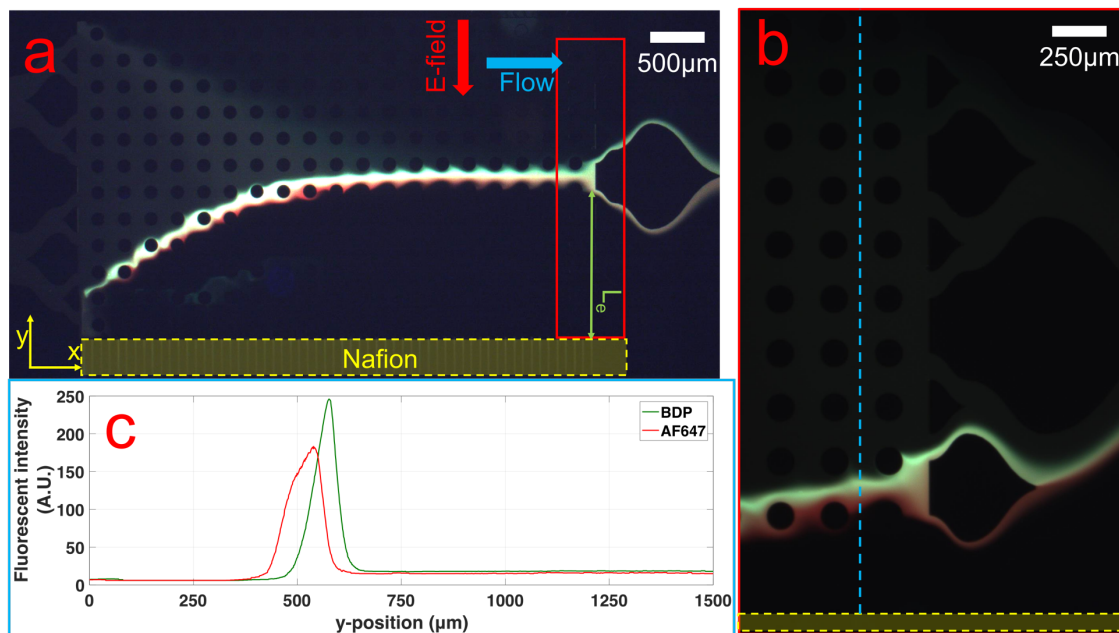 a
E-field
Flow
500µm
Le
y
x
Nafion
b
250µm
c
Fluorescent intensity
(A.U.)
250
200
150
100
50
0
BDP
AF647
0
250
500
750
1000
1250
1500
y-position (µm)